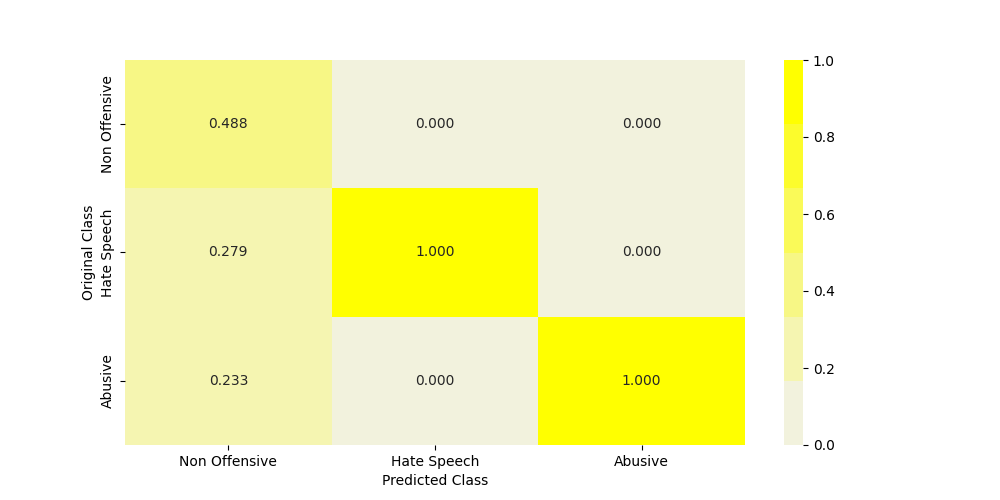 Original Class
Non Offensive
Hate Speech
Abusive
0.488 0.000 0.000
0.279 1.000 0.000
0.233 0.000 1.000
Non Offensive Hate Speech Abusive
Predicted Class
1.0
0.8
0.6
0.4
0.2
0.0